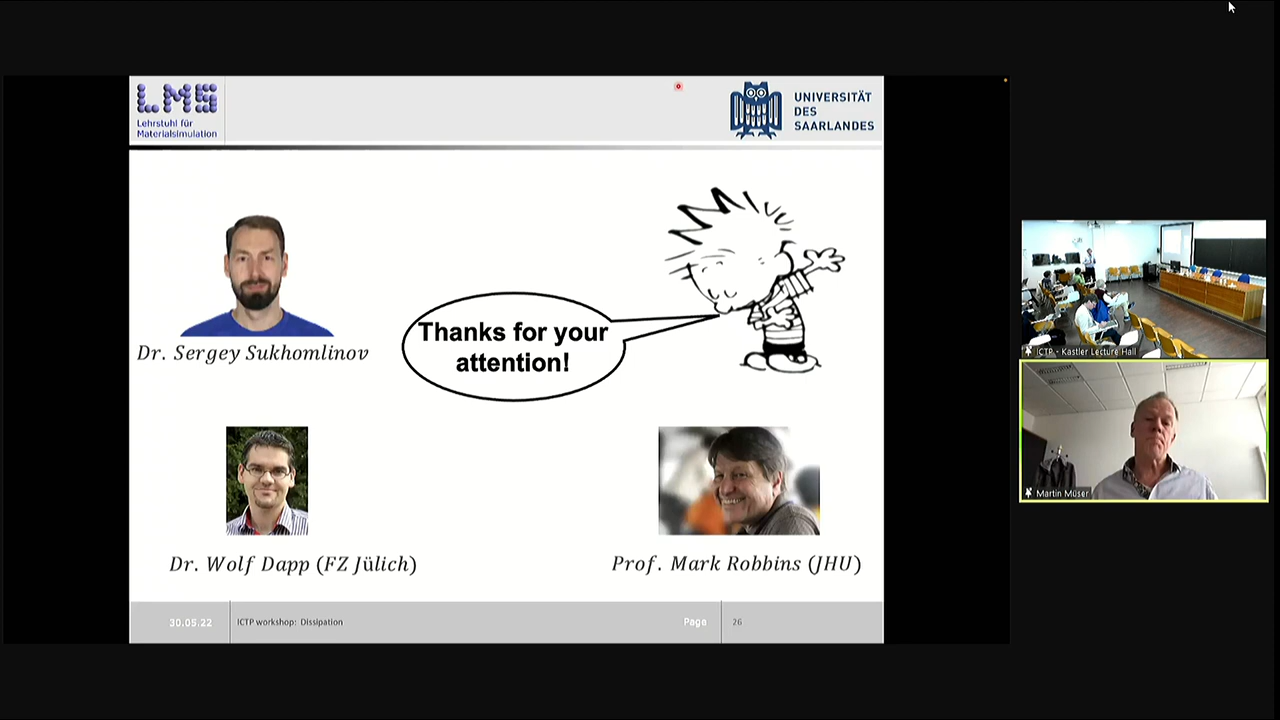 LMS
Lehrstuhl für
Materialsimulation
UNIVERSITÄT
DES
SAARLANDES
Thanks for your
attention!
Dr. Sergey Sukhomlinov
Dr. Wolf Dapp (FZ Jülich)
Prof. Mark Robbins (JHU)
30.05.22
ICTP workshop: Dissipation
Page
26
ICTP - Kastler Lecture Hall
Martin Müser